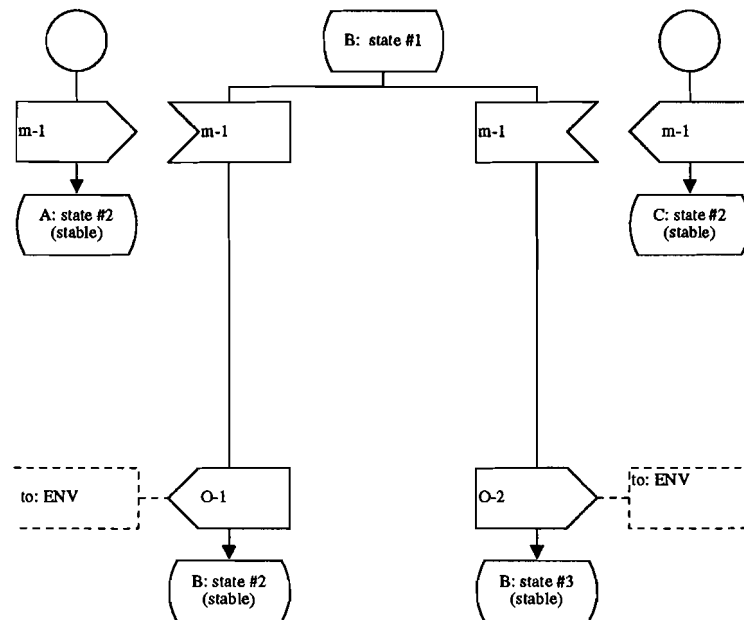 B: state #1
m-1
m-1
m-1
m-1
A: state #2
(stable)
C: state #2
(stable)
to: ENV
O-1
O-2
to: ENV
B: state #2
(stable)
B: state #3
(stable)